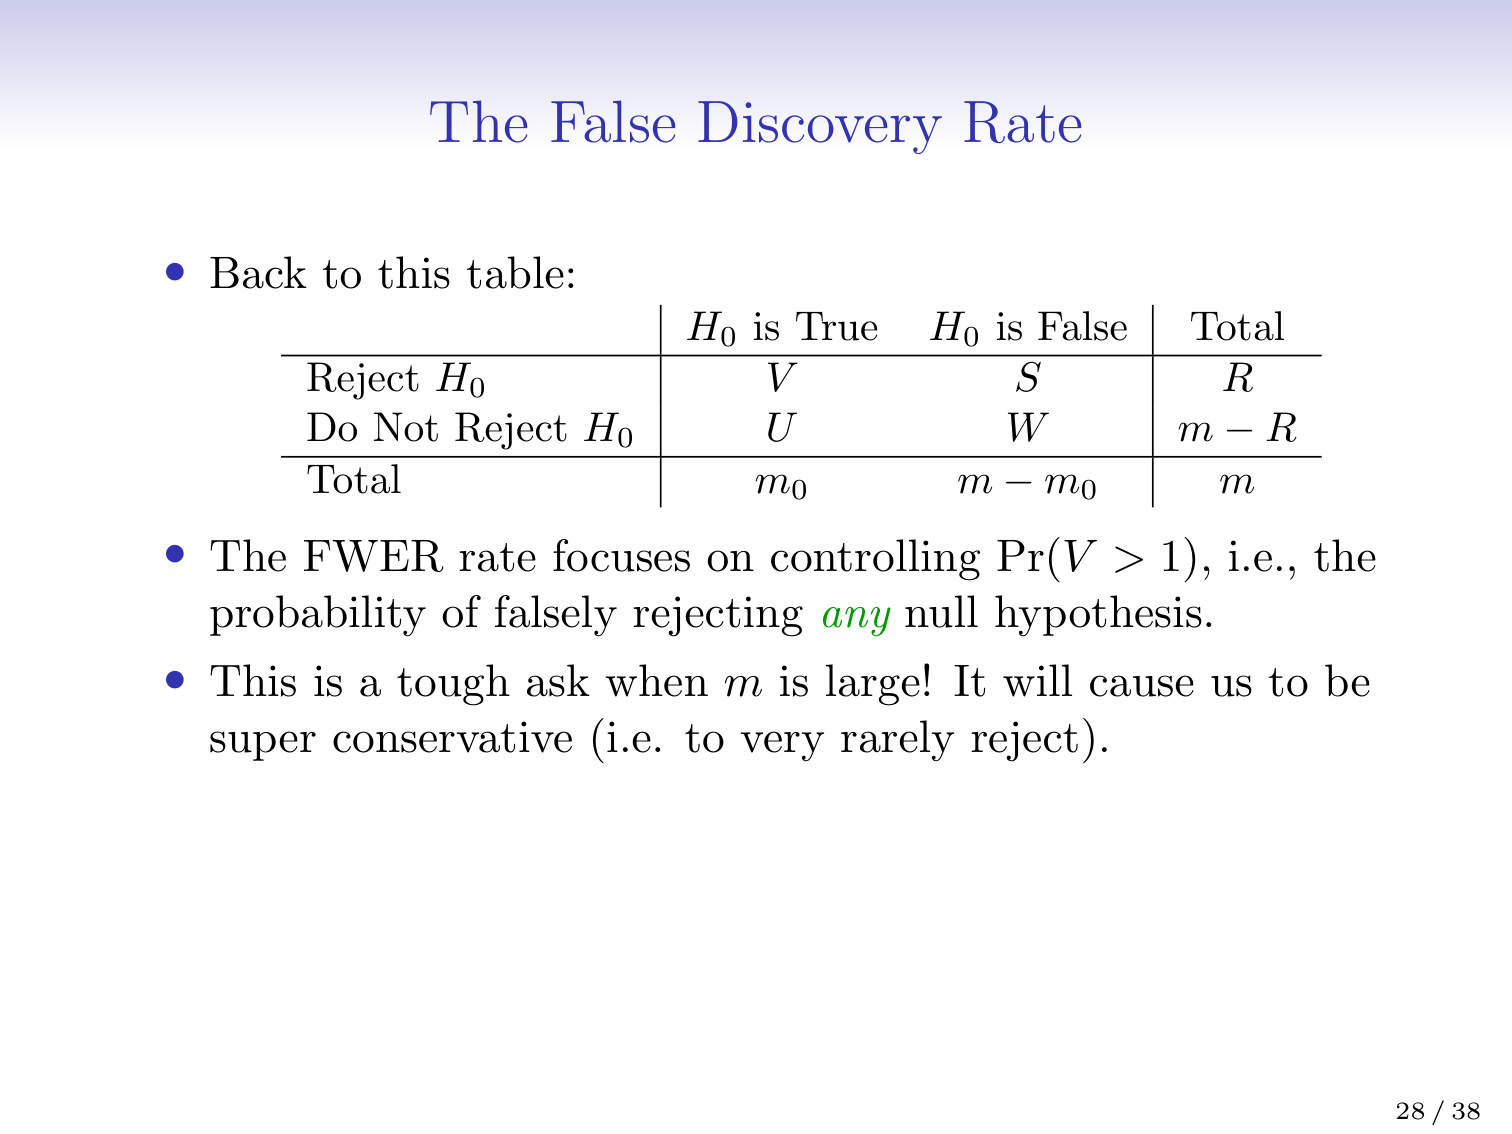 The False Discovery Rate
• Back to this table:
H₀ is True H₀ is False Total
Reject H₀ V S R
Do Not Reject H₀ U W m − R
Total m₀ m − m₀ m
• The FWER rate focuses on controlling Pr(V > 1), i.e., the
probability of falsely rejecting any null hypothesis.
• This is a tough ask when m is large! It will cause us to be
super conservative (i.e. to very rarely reject).
28 / 38